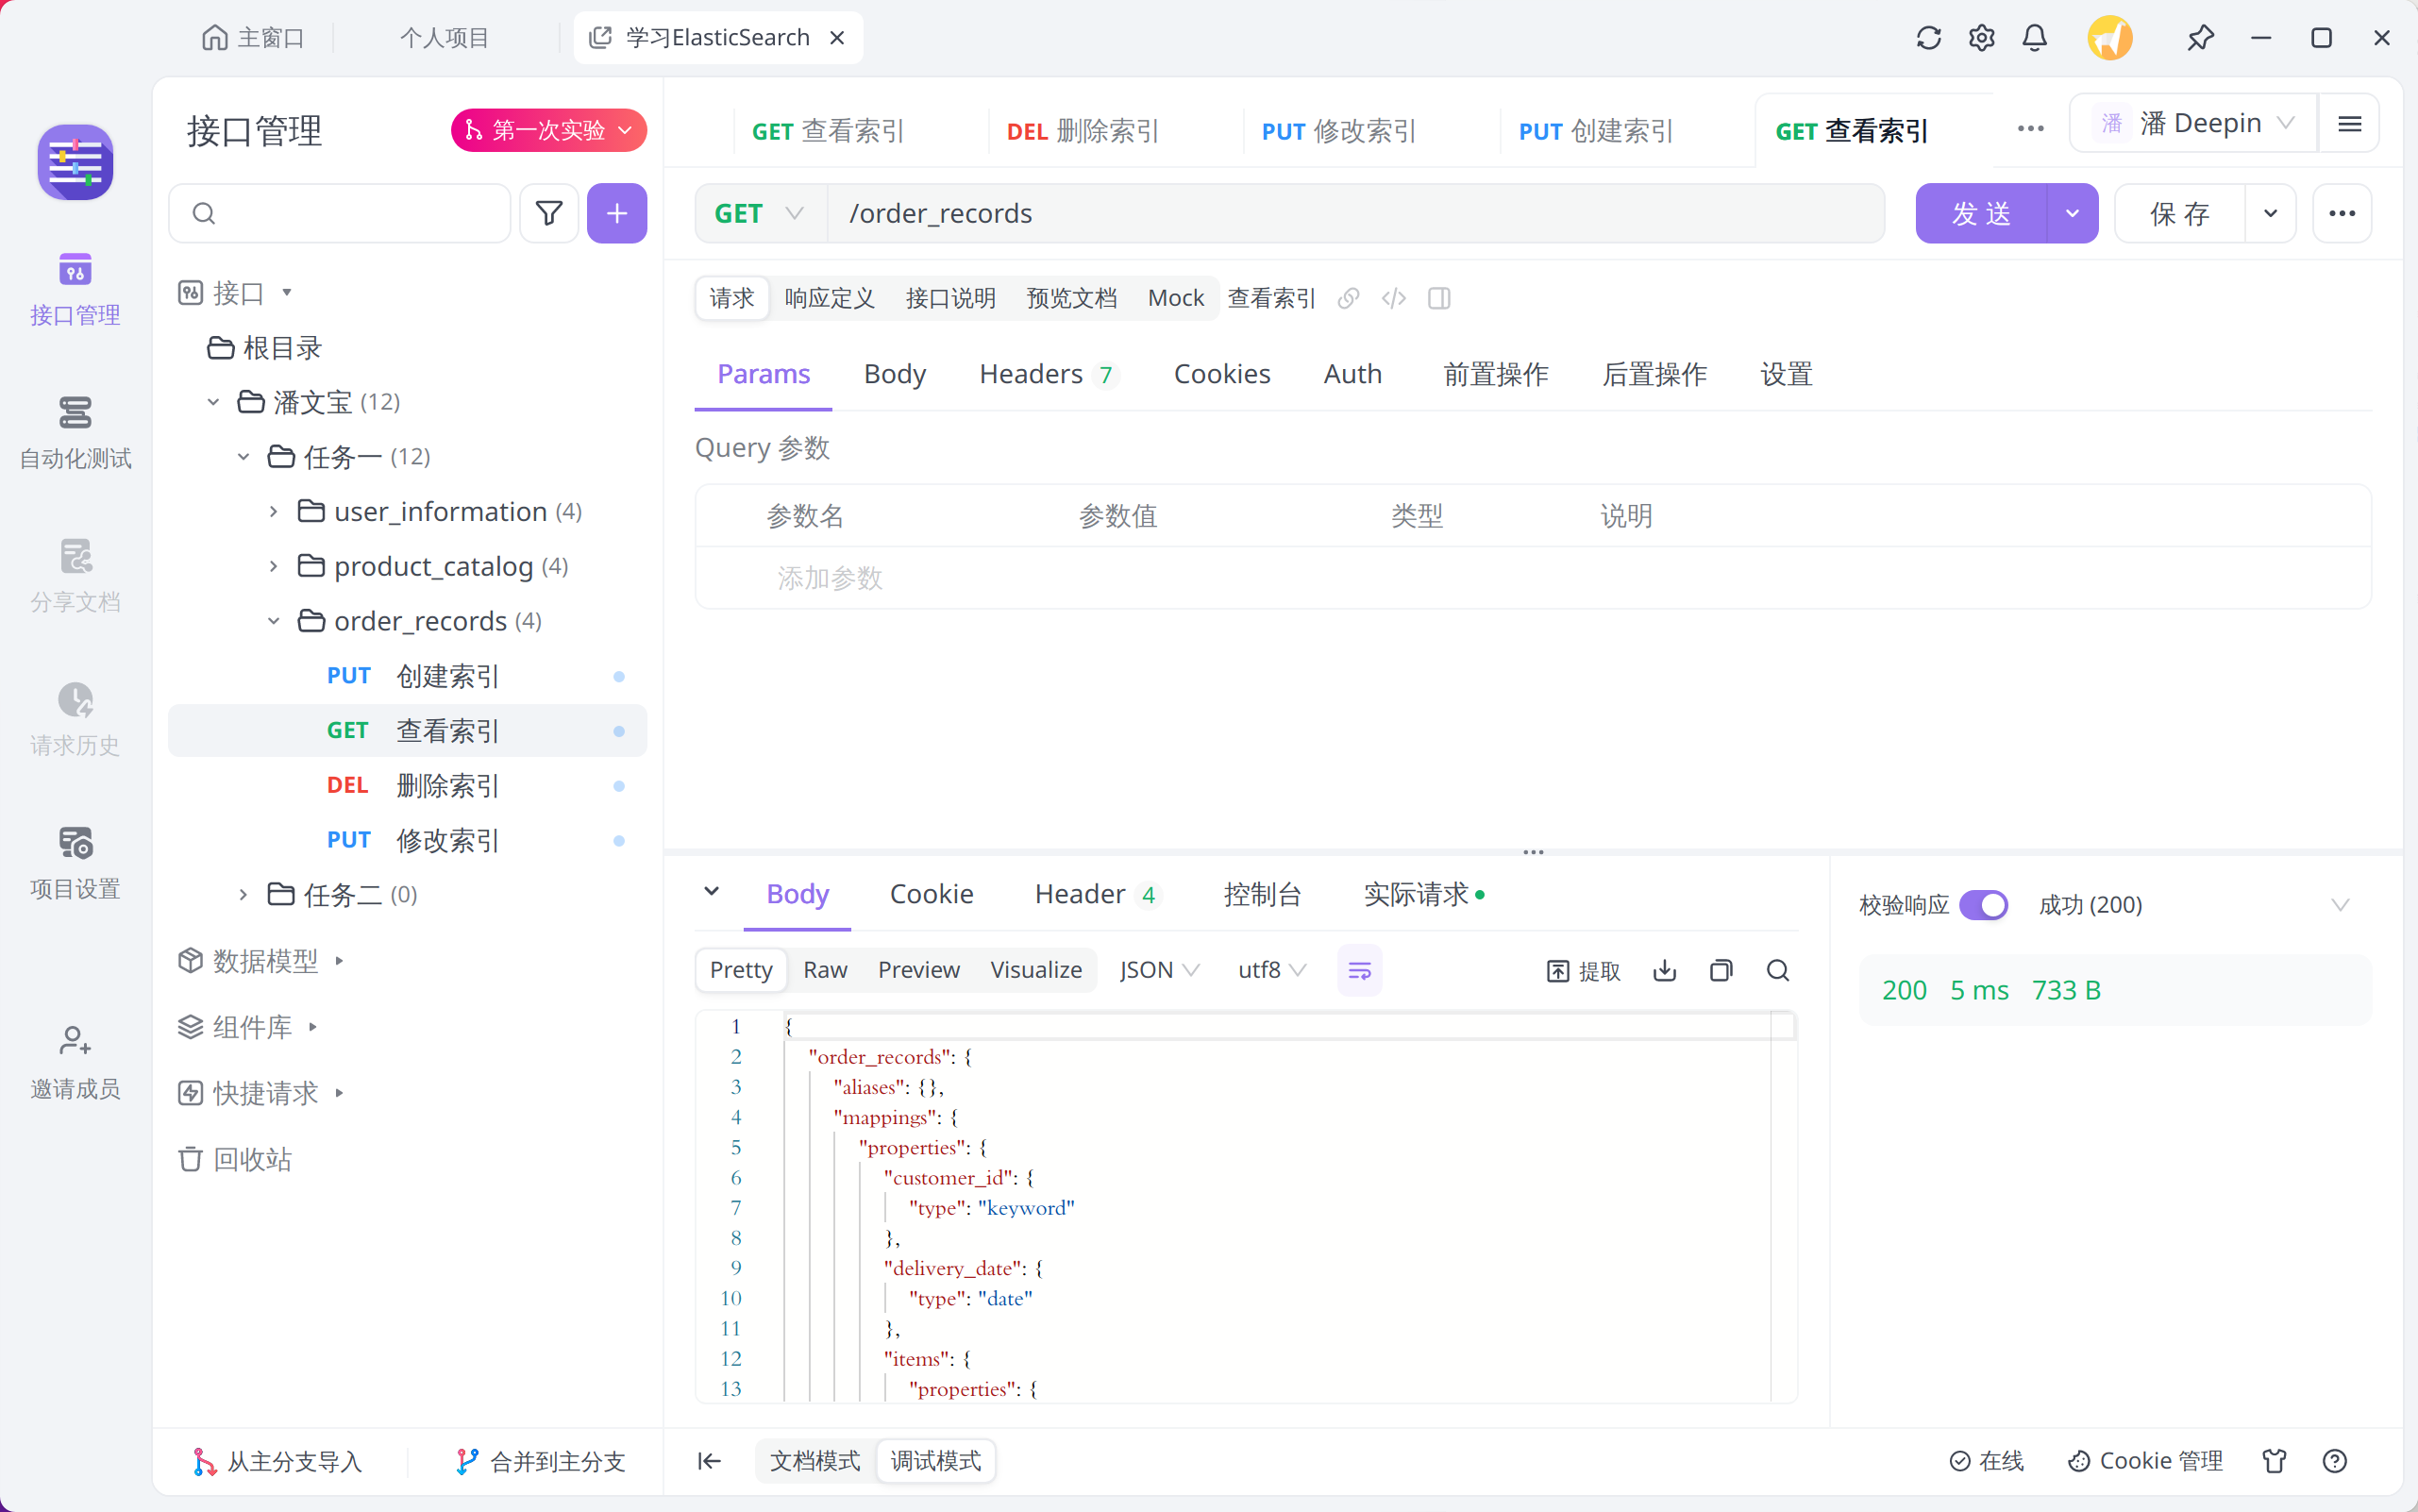 主窗口
个人项目
学习ElasticSearch
接口管理
自动化测试
分享文档
请求历史
项目设置
邀请成员
接口管理
第一次实验
接口
根目录
潘文宝 (12)
任务一 (12)
user_information (4)
product_catalog (4)
order_records (4)
PUT 创建索引
GET 查看索引
DEL 删除索引
PUT 修改索引
任务二 (0)
数据模型
组件库
快捷请求
回收站
从主分支导入
合并到主分支
GET 查看索引
DEL 删除索引
PUT 修改索引
PUT 创建索引
GET 查看索引
潘 潘 Deepin
GET /order_records
发 送
保 存
请求 响应定义 接口说明 预览文档 Mock 查看索引
Params Body Headers 7 Cookies Auth 前置操作 后置操作 设置
Query 参数
参数名 参数值 类型 说明
添加参数
Body Cookie Header 4 控制台 实际请求
Pretty Raw Preview Visualize JSON utf8 提取
1 {
2 "order_records": {
3 "aliases": {},
4 "mappings": {
5 "properties": {
6 "customer_id": {
7 "type": "keyword"
8 },
9 "delivery_date": {
10 "type": "date"
11 },
12 "items": {
13 "properties": {
校验响应 成功 (200)
200 5 ms 733 B
文档模式 调试模式
在线
Cookie 管理